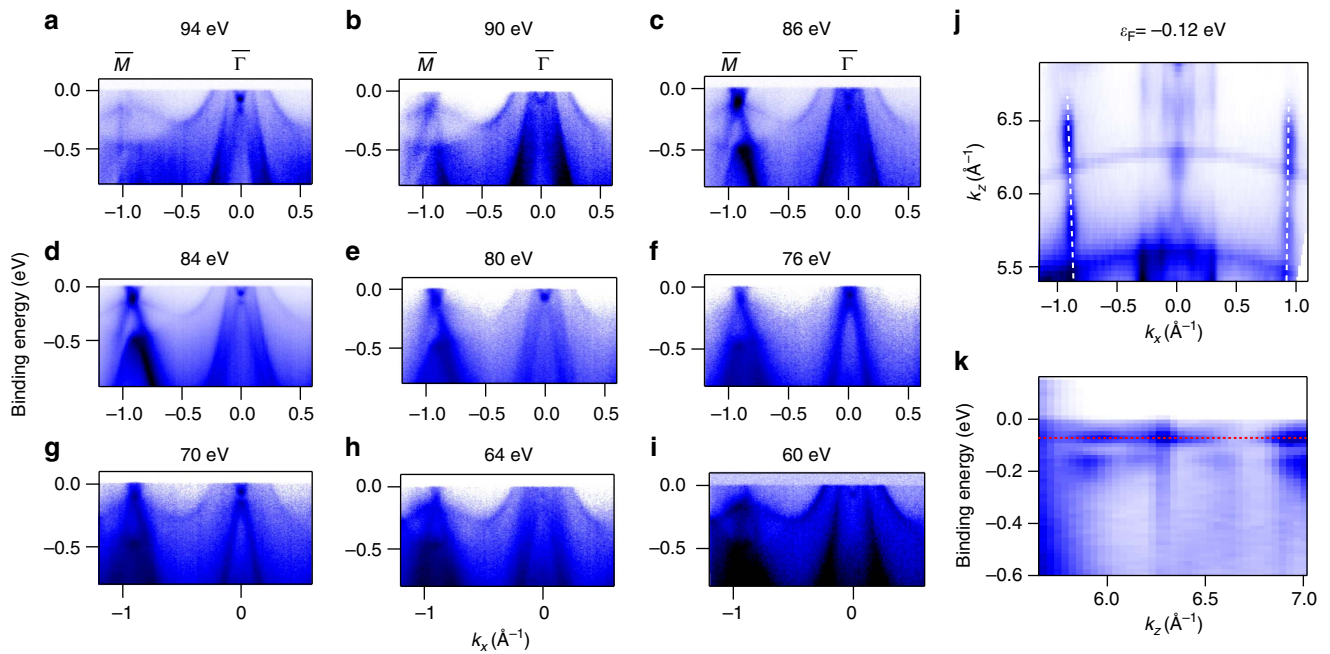 a
94 eV
M̅
Γ̅
0.0
−0.5
−1.0 −0.5 0.0 0.5
b
90 eV
M̅
Γ̅
0.0
−0.5
−1.0 −0.5 0.0 0.5
c
86 eV
M̅
Γ̅
0.0
−0.5
−1.0 −0.5 0.0 0.5
d
84 eV
0.0
−0.5
−1.0 −0.5 0.0 0.5
e
80 eV
0.0
−0.5
−1.0 −0.5 0.0 0.5
f
76 eV
0.0
−0.5
−1.0 −0.5 0.0 0.5
Binding energy (eV)
g
70 eV
0.0
−0.5
−1 0
h
64 eV
0.0
−0.5
−1 0
kx (Å−1)
i
60 eV
0.0
−0.5
−1 0
j
εF= −0.12 eV
kz (Å−1)
6.5
6.0
5.5
−1.0 −0.5 0.0 0.5 1.0
kx (Å−1)
k
Binding energy (eV)
0.0
−0.2
−0.4
−0.6
6.0 6.5 7.0
kz (Å−1)